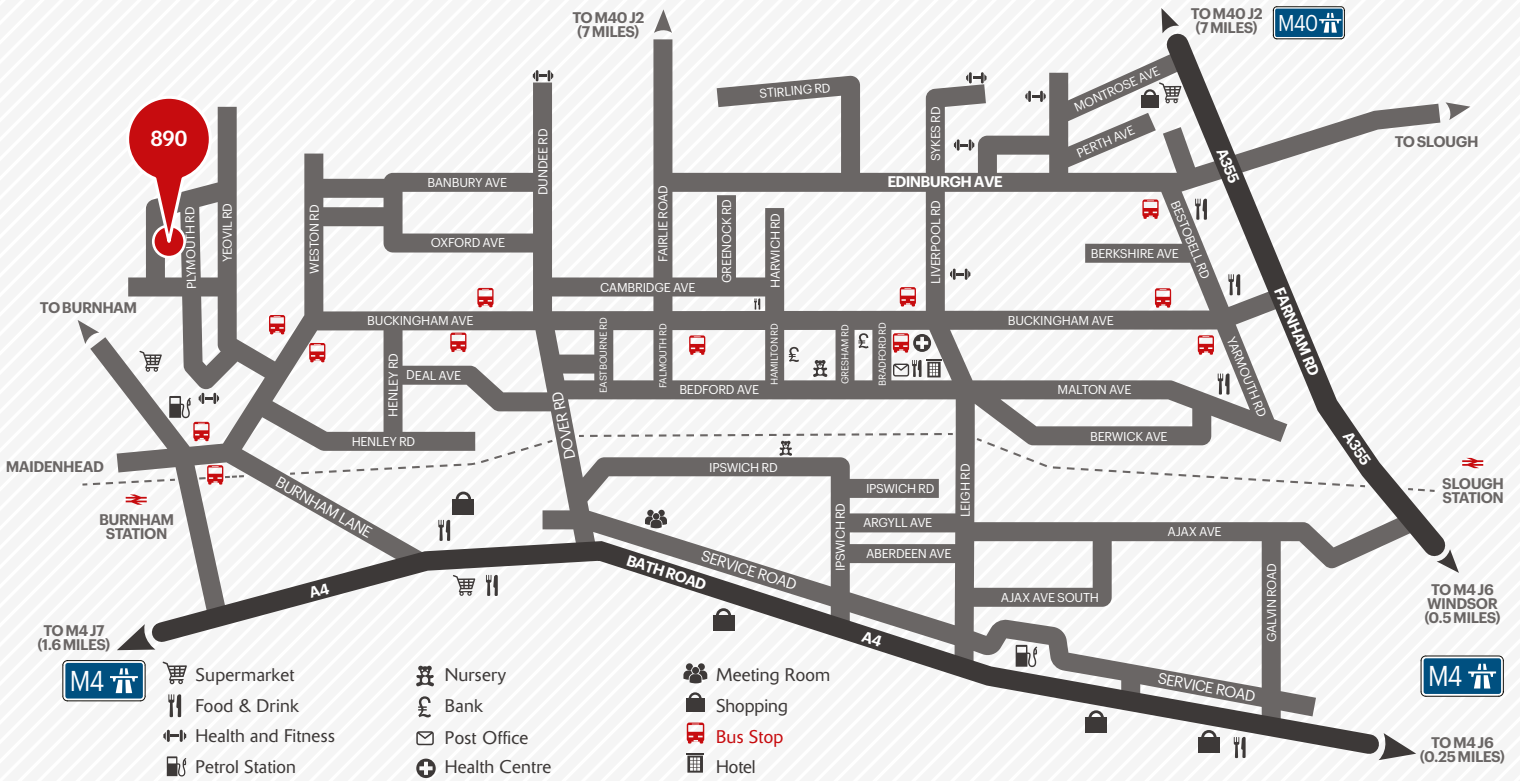 TO M40 J2
(7 MILES)
TO M40 J2
(7 MILES)
M40
890
STIRLING RD
MONTROSE AVE
PERTH AVE
SYKES RD
DUNDEE RD
BANBURY AVE
EDINBURGH AVE
A355
TO SLOUGH
PLYMOUTH RD
YEOVIL RD
WESTON RD
OXFORD AVE
FAIRLIE ROAD
GREENOCK RD
HARWICH RD
LIVERPOOL RD
BESTOBELL RD
BERKSHIRE AVE
CAMBRIDGE AVE
TO BURNHAM
BUCKINGHAM AVE
BUCKINGHAM AVE
FARNHAM RD
HENLEY RD
DEAL AVE
EASTBOURNE RD
FALMOUTH RD
HAMILTON RD
GRESHAM RD
BRADFORD RD
YARMOUTH RD
BEDFORD AVE
MALTON AVE
DOVER RD
HENLEY RD
BERWICK AVE
A355
MAIDENHEAD
IPSWICH RD
IPSWICH RD
LEIGH RD
SLOUGH
STATION
BURNHAM
STATION
BURNHAM LANE
IPSWICH RD
ARGYLL AVE
AJAX AVE
ABERDEEN AVE
SERVICE ROAD
BATH ROAD
A4
AJAX AVE SOUTH
GALVIN ROAD
TO M4 J6
WINDSOR
(0.5 MILES)
TO M4 J7
(1.6 MILES)
A4
M4
M4
SERVICE ROAD
Supermarket
Food & Drink
Health and Fitness
Petrol Station
Nursery
£ Bank
Post Office
Health Centre
Meeting Room
Shopping
Bus Stop
Hotel
TO M4 J6
(0.25 MILES)
£
£